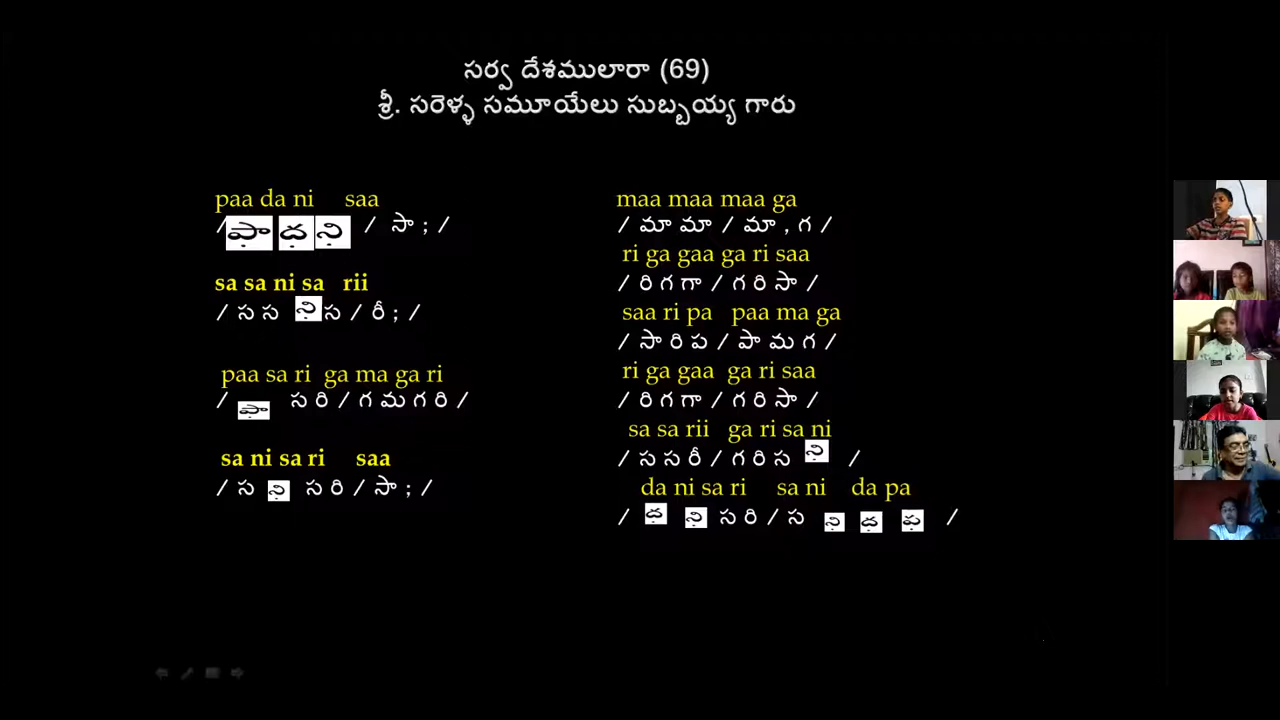 సర్వ దేశములారా (69)
శ్రీ. సరెళ్ళ సమూయేలు సుబ్బయ్య గారు
paa da ni saa
/ పా̣ ద̣ ని̣ / సా ; /
sa sa ni sa rii
/ స స ని̣ స / రీ ; /
paa sa ri ga ma ga ri
/ పా̣ స రి / గ మ గ రి /
sa ni sa ri saa
/ స ని̣ స రి / సా ; /
maa maa maa ga
/ మా మా / మా , గ /
ri ga gaa ga ri saa
/ రి గ గా / గ రి సా /
saa ri pa paa ma ga
/ సా రి ప / పా మ గ /
ri ga gaa ga ri saa
/ రి గ గా / గ రి సా /
sa sa rii ga ri sa ni
/ స స రీ / గ రి స ని̣ /
da ni sa ri sa ni da pa
/ ద̣ ని̣ స రి / స ని̣ ద̣ ప̣ /